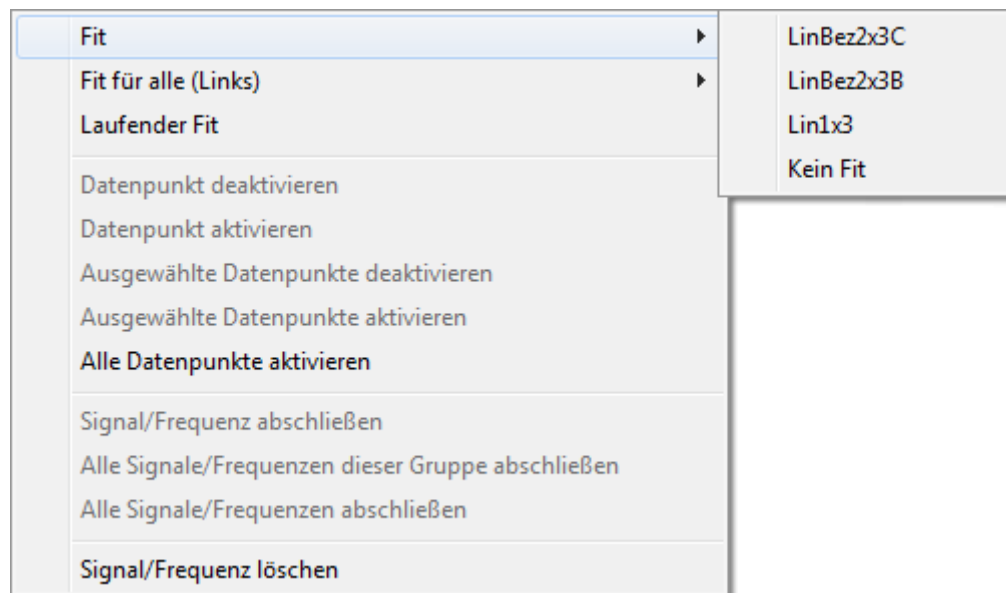 Fit
Fit für alle (Links)
Laufender Fit
Datenpunkt deaktivieren
Datenpunkt aktivieren
Ausgewählte Datenpunkte deaktivieren
Ausgewählte Datenpunkte aktivieren
Alle Datenpunkte aktivieren
Signal/Frequenz abschließen
Alle Signale/Frequenzen dieser Gruppe abschließen
Alle Signale/Frequenzen abschließen
Signal/Frequenz löschen
LinBez2x3C
LinBez2x3B
Lin1x3
Kein Fit